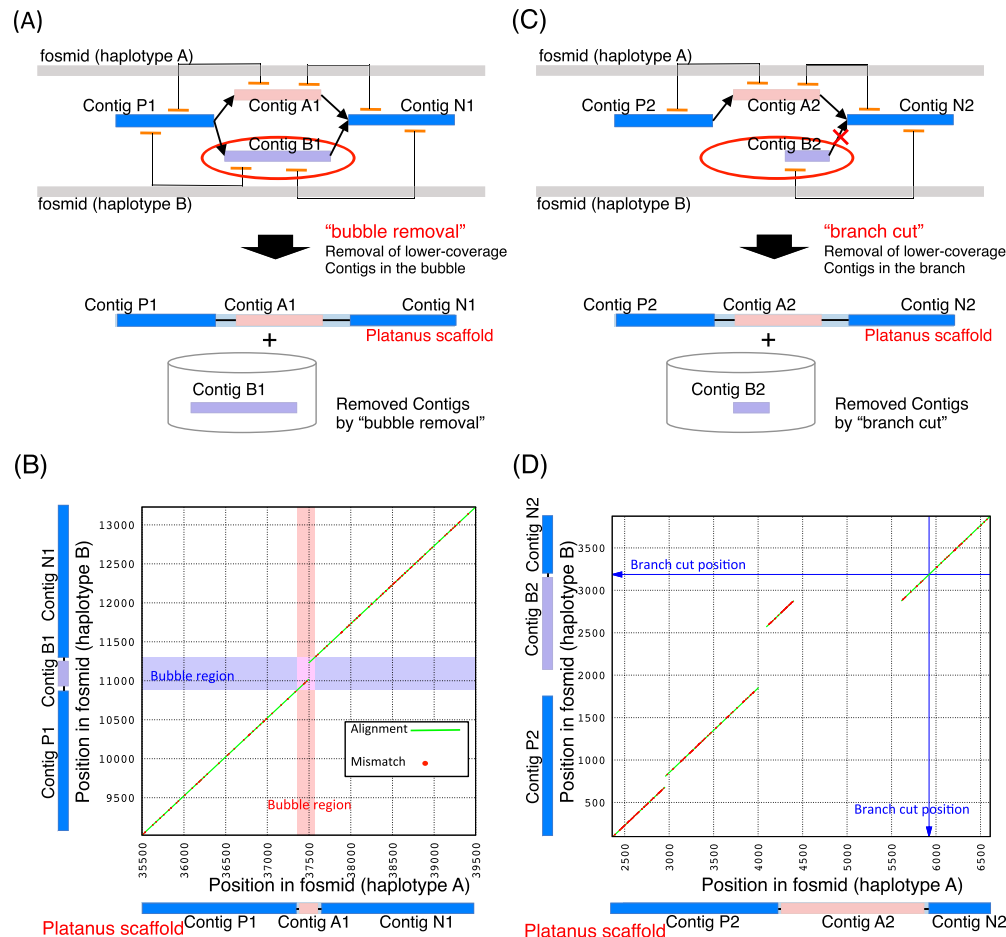 (A)
fosmid (haplotype A)
Contig P1
Contig A1
Contig N1
Contig B1
fosmid (haplotype B)
“bubble removal”
Removal of lower-coverage
Contigs in the bubble
Contig P1
Contig A1
Contig N1
Platanus scaffold
+
Contig B1
Removed Contigs
by “bubble removal”
(C)
fosmid (haplotype A)
Contig P2
Contig A2
Contig N2
Contig B2
fosmid (haplotype B)
“branch cut”
Removal of lower-coverage
Contigs in the branch
Contig P2
Contig A2
Contig N2
Platanus scaffold
+
Contig B2
Removed Contigs
by “branch cut”
(B)
Contig N1
Contig B1
Contig P1
Position in fosmid (haplotype B)
13000
12500
12000
11500
11000
10500
10000
9500
Bubble region
Alignment
Mismatch
Bubble region
35500
36000
36500
37000
37500
38000
38500
39000
39500
Position in fosmid (haplotype A)
Contig P1
Contig A1
Contig N1
Platanus scaffold
(D)
Contig N2
Contig B2
Contig P2
Position in fosmid (haplotype B)
3500
3000
2500
2000
1500
1000
500
Branch cut position
Branch cut position
2500
3000
3500
4000
4500
5000
5500
6000
6500
Position in fosmid (haplotype A)
Contig P2
Contig A2
Contig N2
Platanus scaffold